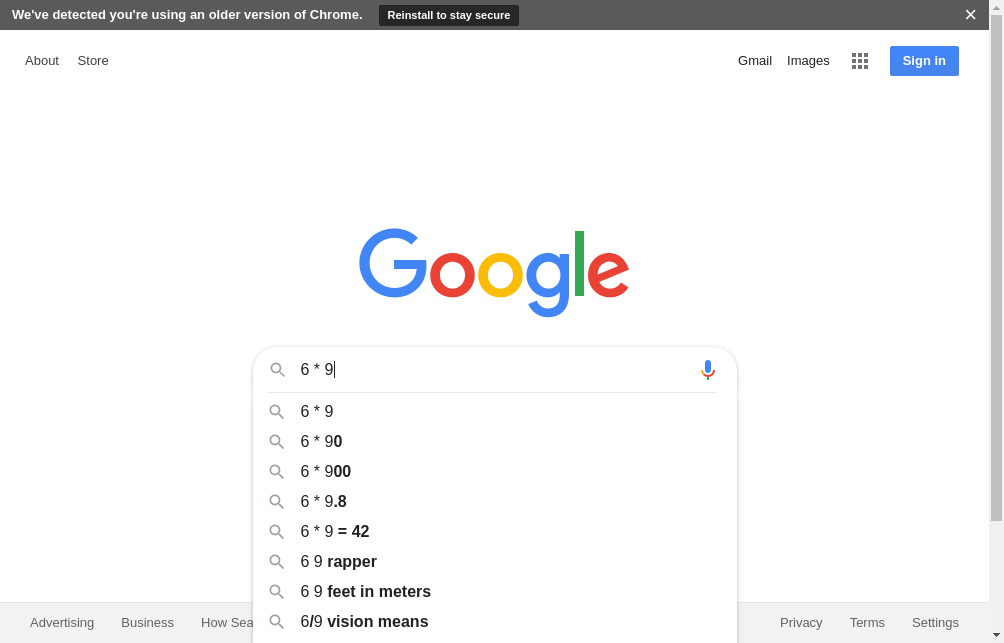 We've detected you're using an older version of Chrome. Reinstall to stay secure
About Store Gmail Images Sign in
Google
6 * 9
6 * 9
6 * 90
6 * 900
6 * 9.8
6 * 9 = 42
6 9 rapper
6 9 feet in meters
6/9 vision means
Advertising Business How Sea Privacy Terms Settings